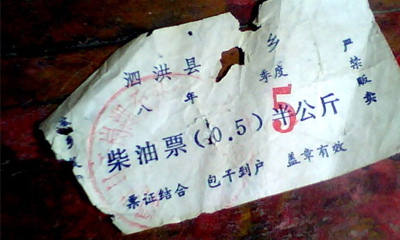 泗洪县 乡
八 年 季度
柴油票(0.5)半公斤
5
票证结合 包干到户 盖章有效
严禁贩卖